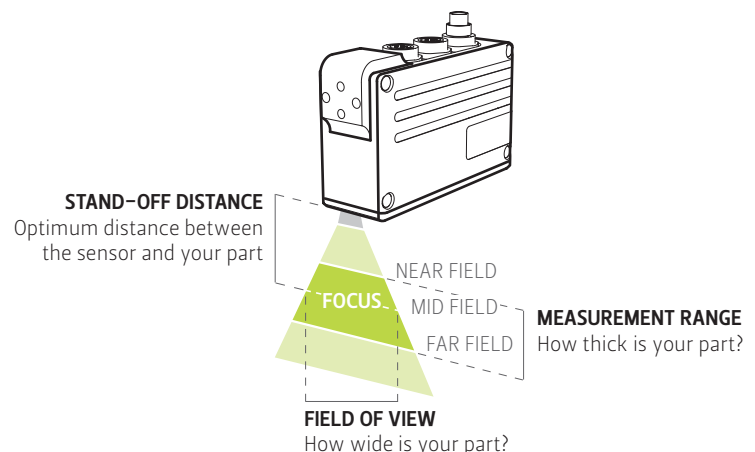 STAND-OFF DISTANCE
Optimum distance between
the sensor and your part
NEAR FIELD
FOCUS
MID FIELD
FAR FIELD
MEASUREMENT RANGE
How thick is your part?
FIELD OF VIEW
How wide is your part?